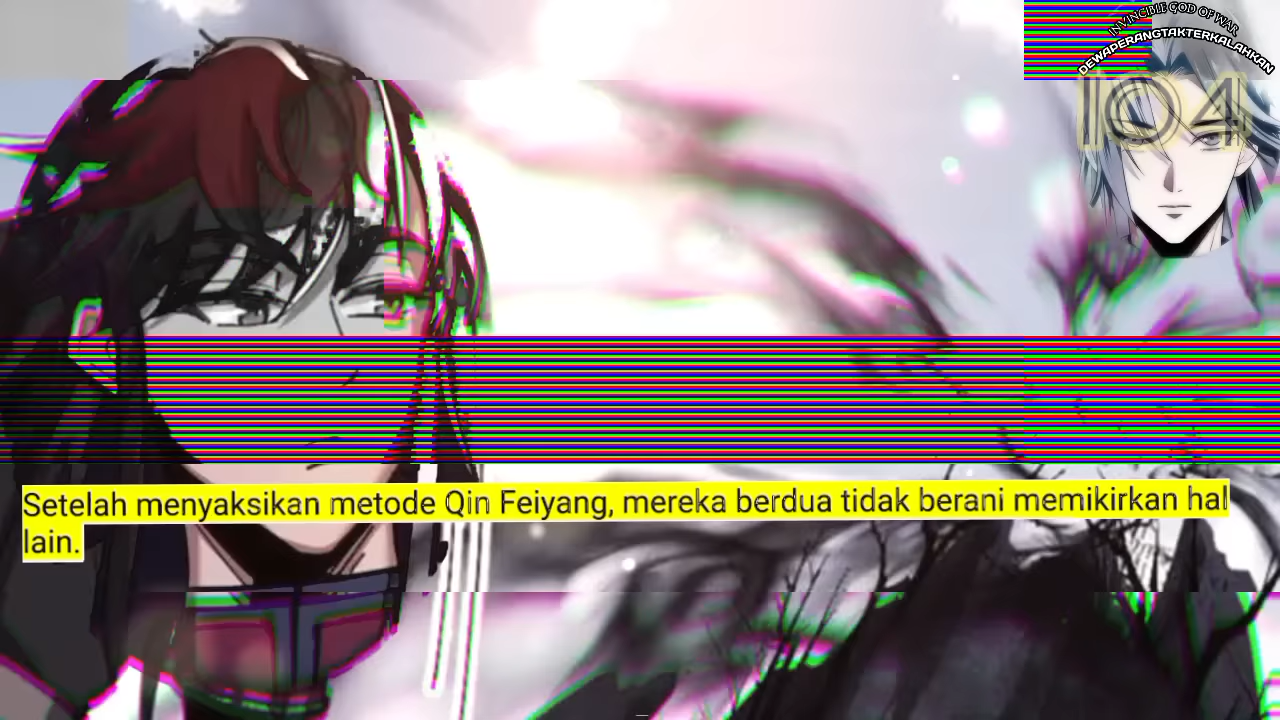 INVINCIBLE GOD OF WAR
DEWAPERANGTAKTERKALAHKAN
104
Setelah menyaksikan metode Qin Feiyang, mereka berdua tidak berani memikirkan hal
lain.